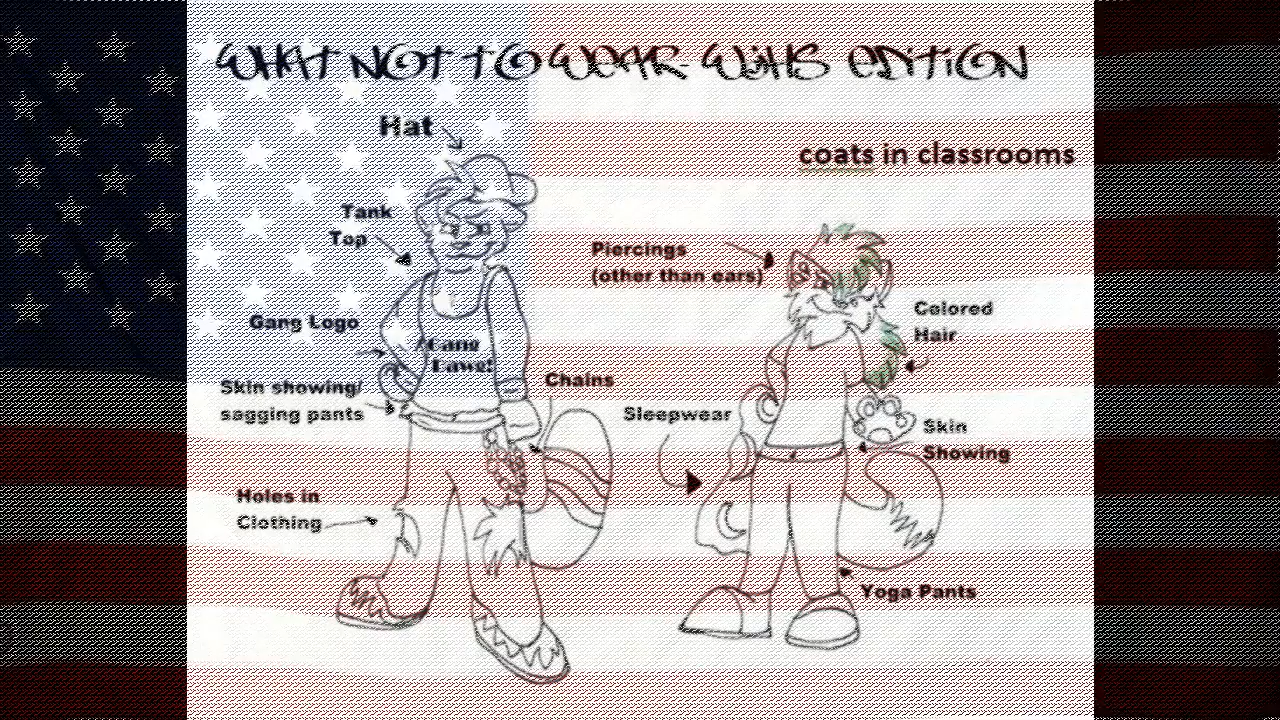 WHAT NOT TO WEAR- WJHS EDITION
Hat
coats in classrooms
Tank
Top
Piercings
(other than ears)
Colored
Hair
Gang Logo
Gang
Dawg!
Skin showing/
sagging pants
Chains
Sleepwear
Skin
Showing
Holes in
Clothing
Yoga Pants